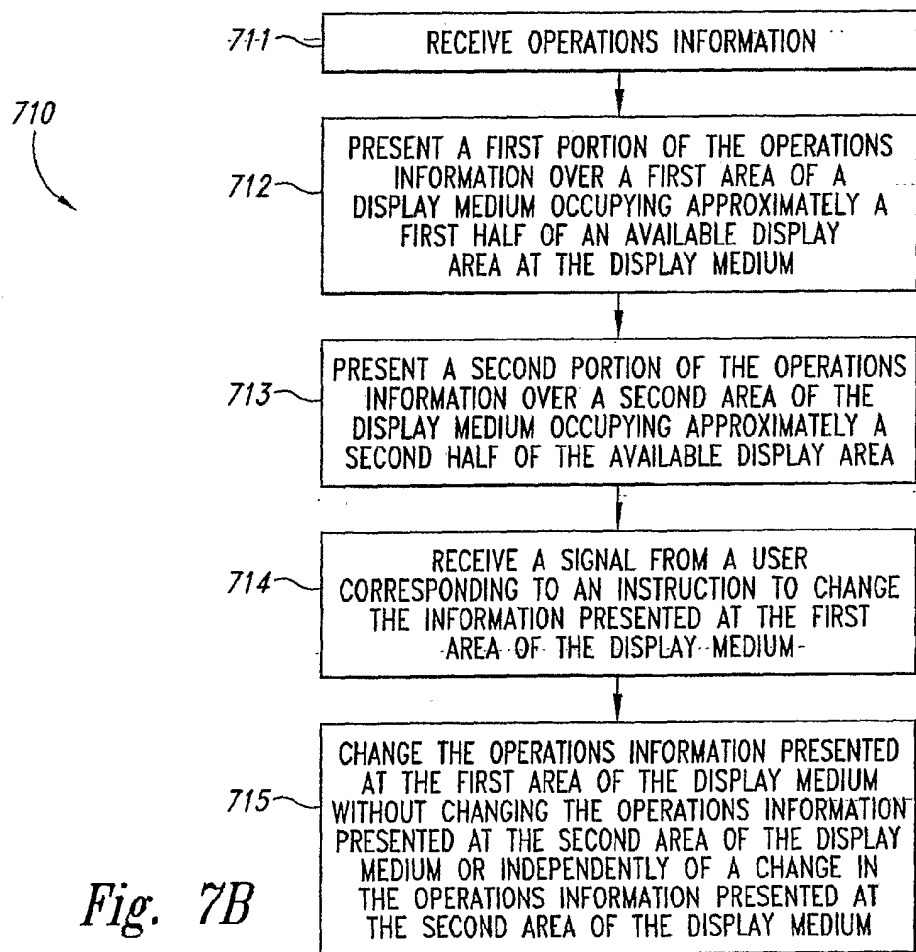 711
RECEIVE OPERATIONS INFORMATION
710
712
PRESENT A FIRST PORTION OF THE OPERATIONS
INFORMATION OVER A FIRST AREA OF A
DISPLAY MEDIUM OCCUPYING APPROXIMATELY A
FIRST HALF OF AN AVAILABLE DISPLAY
AREA AT THE DISPLAY MEDIUM
713
PRESENT A SECOND PORTION OF THE OPERATIONS
INFORMATION OVER A SECOND AREA OF THE
DISPLAY MEDIUM OCCUPYING APPROXIMATELY A
SECOND HALF OF THE AVAILABLE DISPLAY AREA
714
RECEIVE A SIGNAL FROM A USER
CORRESPONDING TO AN INSTRUCTION TO CHANGE
THE INFORMATION PRESENTED AT THE FIRST
AREA OF THE DISPLAY MEDIUM
715
CHANGE THE OPERATIONS INFORMATION PRESENTED
AT THE FIRST AREA OF THE DISPLAY MEDIUM
WITHOUT CHANGING THE OPERATIONS INFORMATION
PRESENTED AT THE SECOND AREA OF THE DISPLAY
MEDIUM OR INDEPENDENTLY OF A CHANGE IN
THE OPERATIONS INFORMATION PRESENTED AT
THE SECOND AREA OF THE DISPLAY MEDIUM
Fig. 7B